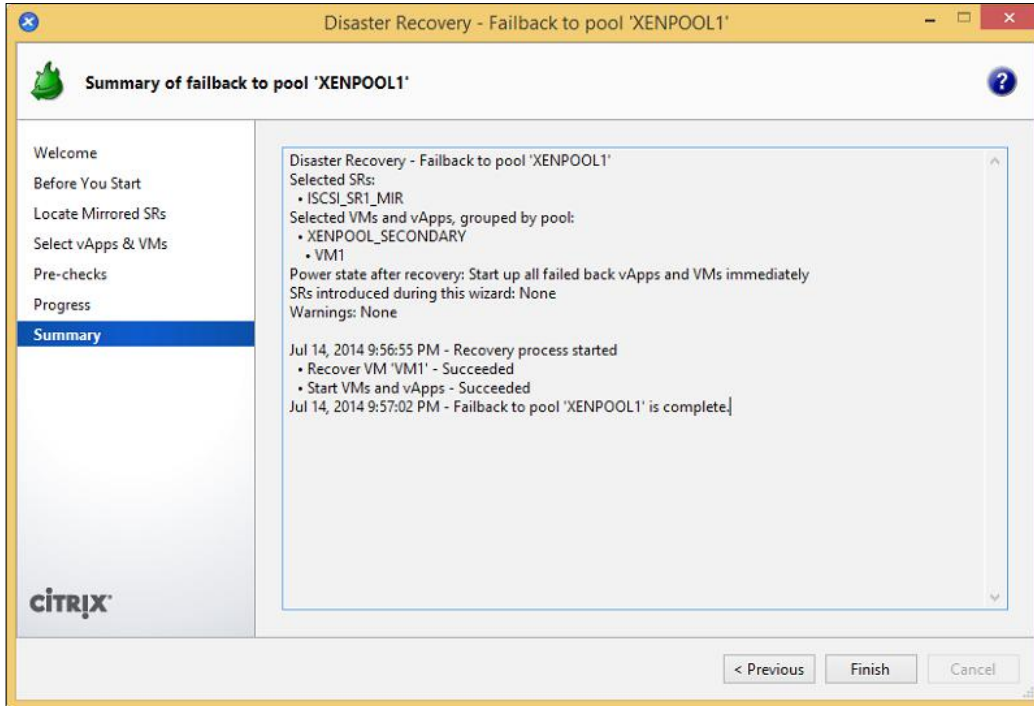 Disaster Recovery - Failback to pool 'XENPOOL1'
Summary of failback to pool 'XENPOOL1'
Welcome
Before You Start
Locate Mirrored SRs
Select vApps & VMs
Pre-checks
Progress
Summary
Disaster Recovery - Failback to pool 'XENPOOL1'
Selected SRs:
• ISCSI_SR1_MIR
Selected VMs and vApps, grouped by pool:
• XENPOOL_SECONDARY
• VM1
Power state after recovery: Start up all failed back vApps and VMs immediately
SRs introduced during this wizard: None
Warnings: None
Jul 14, 2014 9:56:55 PM - Recovery process started
• Recover VM 'VM1' - Succeeded
• Start VMs and vApps - Succeeded
Jul 14, 2014 9:57:02 PM - Failback to pool 'XENPOOL1' is complete.
CITRIX
< Previous Finish Cancel